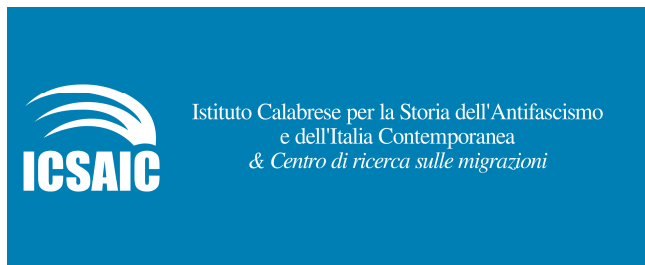 ICSAIC
Istituto Calabrese per la Storia dell'Antifascismo
e dell'Italia Contemporanea
& Centro di ricerca sulle migrazioni